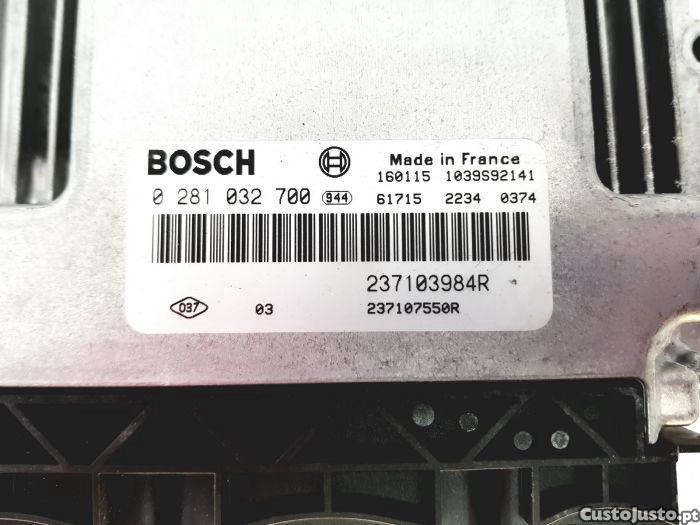 BOSCH
Made in France
160115 1039S92141
0 281 032 700 944 61715 2234 0374
237103984R
037 03 237107550R
CustoJusto.pt